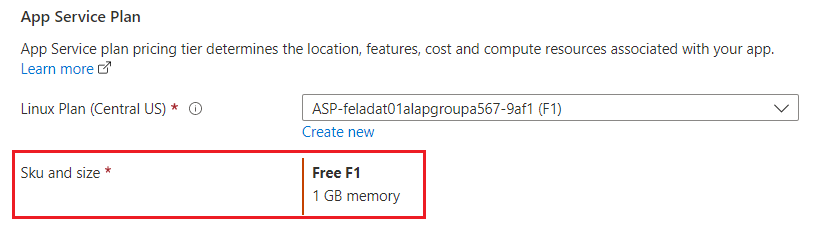 App Service Plan
App Service plan pricing tier determines the location, features, cost and compute resources associated with your app.
Learn more
Linux Plan (Central US) *
ASP-feladat01alapgroupa567-9af1 (F1)
Create new
Sku and size *
Free F1
1 GB memory